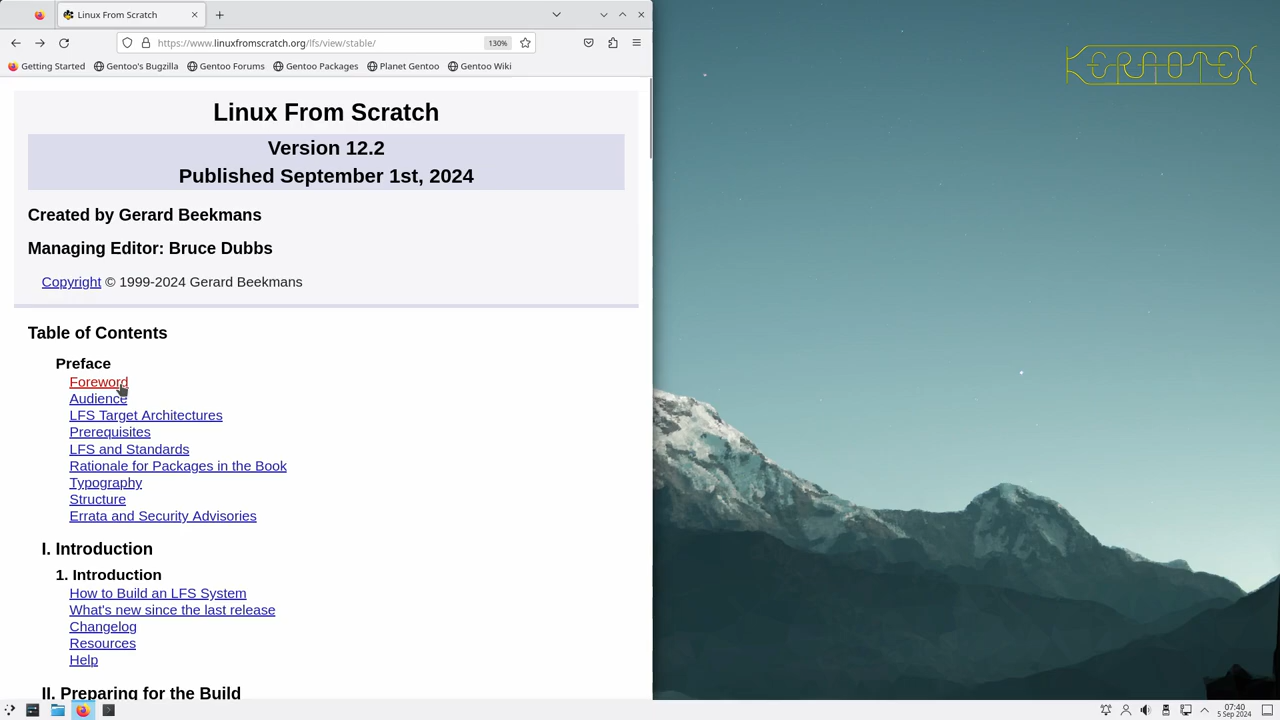 Linux From Scratch
https://www.linuxfromscratch.org/lfs/view/stable/
130%
Getting Started
Gentoo's Bugzilla
Gentoo Forums
Gentoo Packages
Planet Gentoo
Gentoo Wiki
Linux From Scratch
Version 12.2
Published September 1st, 2024
Created by Gerard Beekmans
Managing Editor: Bruce Dubbs
Copyright © 1999-2024 Gerard Beekmans
Table of Contents
Preface
Foreword
Audience
LFS Target Architectures
Prerequisites
LFS and Standards
Rationale for Packages in the Book
Typography
Structure
Errata and Security Advisories
I. Introduction
1. Introduction
How to Build an LFS System
What's new since the last release
Changelog
Resources
Help
II. Preparing for the Build
KERAOTEX
07:40
5 Sep 2024